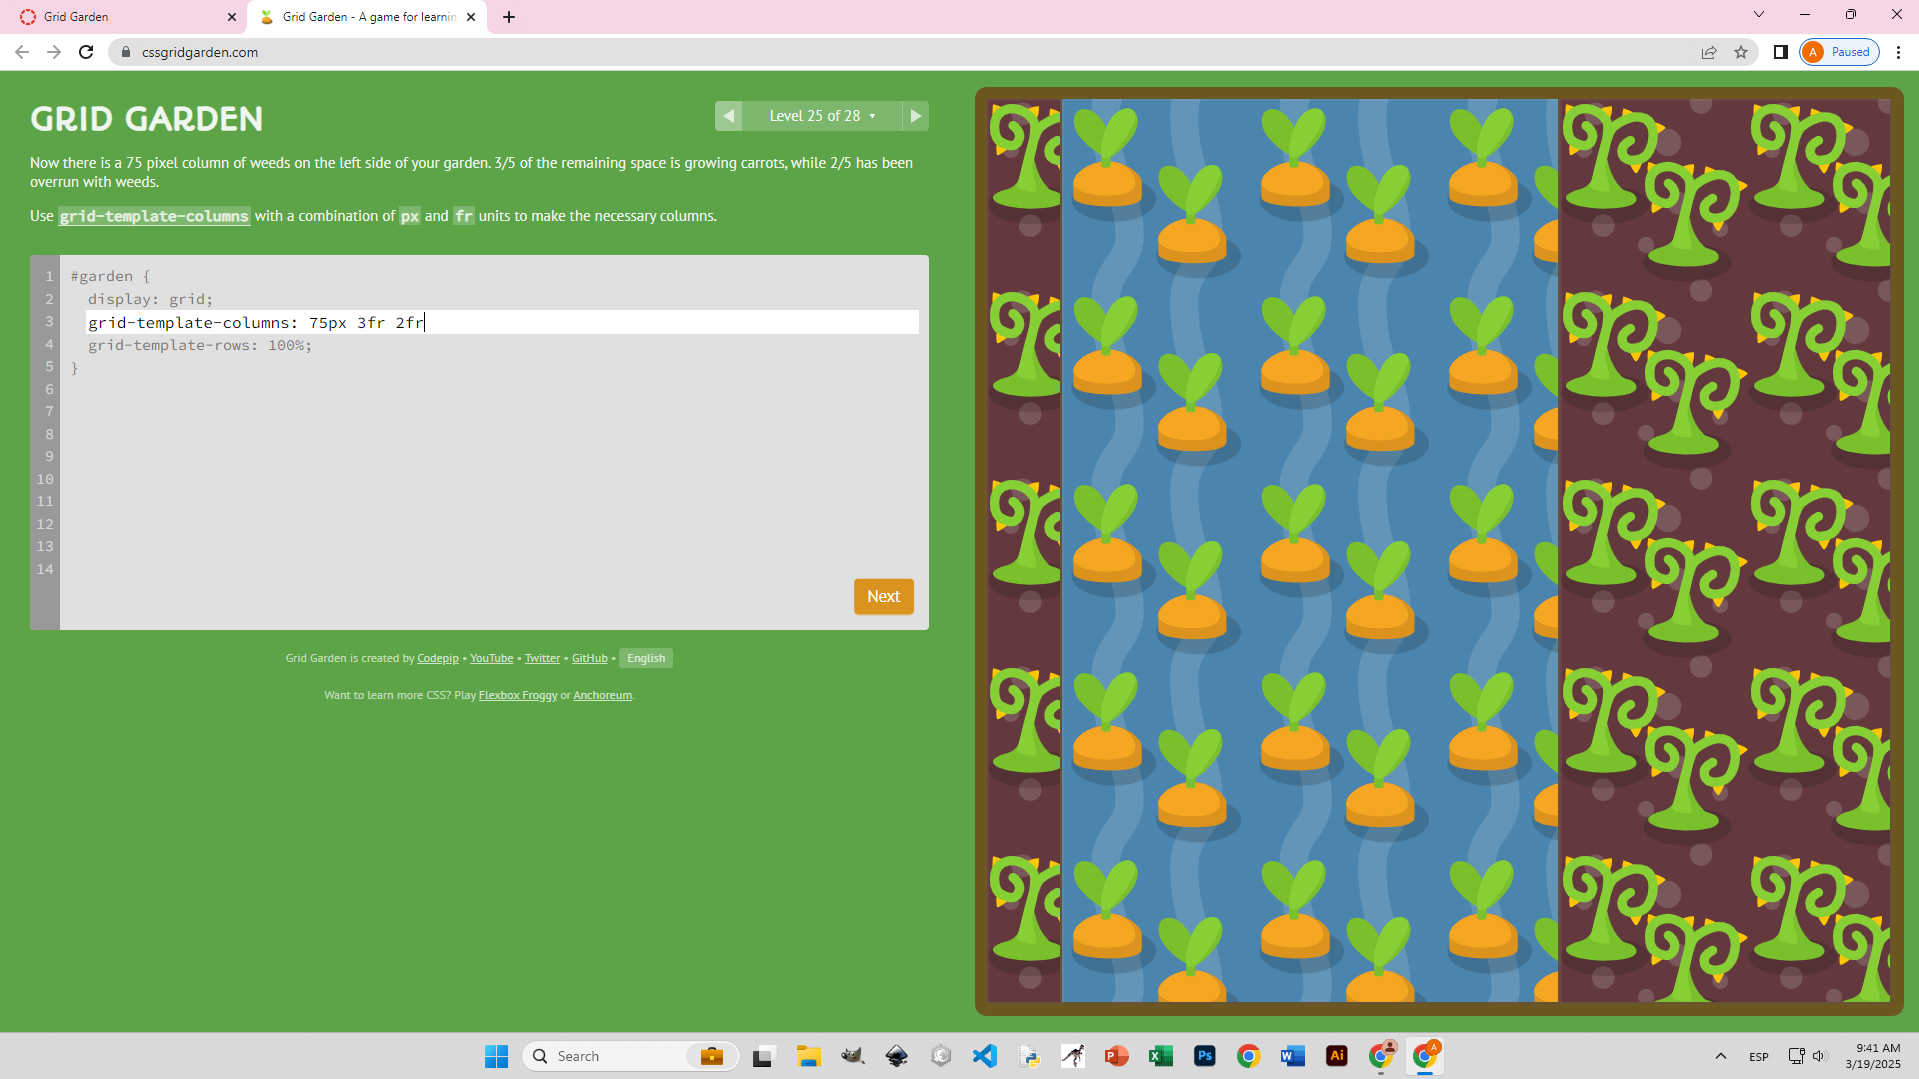 Grid Garden
Grid Garden - A game for learnin
cssgridgarden.com
A Paused
GRID GARDEN
Level 25 of 28
Now there is a 75 pixel column of weeds on the left side of your garden. 3/5 of the remaining space is growing carrots, while 2/5 has been
overrun with weeds.
Use grid-template-columns with a combination of px and fr units to make the necessary columns.
1 #garden {
2 display: grid;
3 grid-template-columns: 75px 3fr 2fr
4 grid-template-rows: 100%;
5 }
6
7
8
9
10
11
12
13
14
Next
Grid Garden is created by Codepip • YouTube • Twitter • GitHub • English
Want to learn more CSS? Play Flexbox Froggy or Anchoreum.
Search
P
X
Ps
W
Ai
A
ESP
9:41 AM
3/19/2025